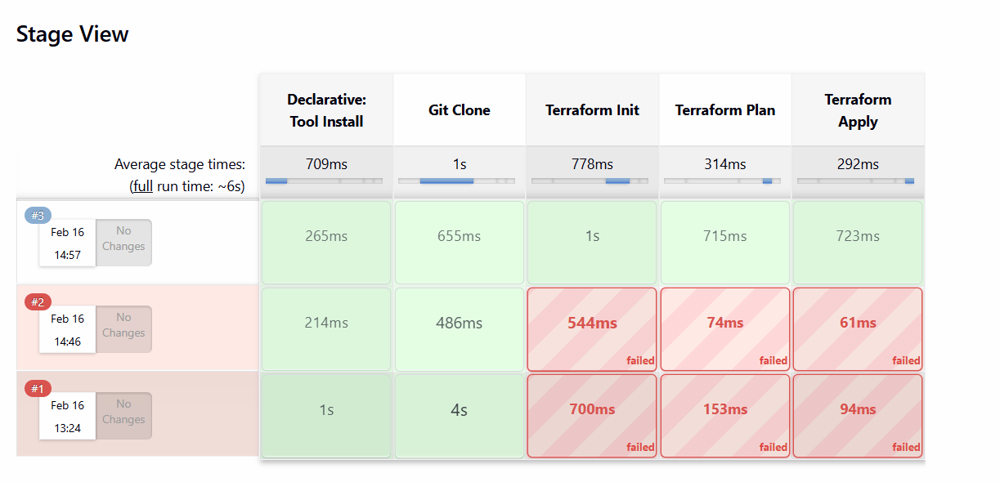 Stage View
Declarative:
Tool Install
Git Clone
Terraform Init
Terraform Plan
Terraform
Apply
Average stage times:
(full run time: ~6s)
709ms
1s
778ms
314ms
292ms
#3
Feb 16
14:57
No
Changes
265ms
655ms
1s
715ms
723ms
#2
Feb 16
14:46
No
Changes
214ms
486ms
544ms
failed
74ms
failed
61ms
failed
#1
Feb 16
13:24
No
Changes
1s
4s
700ms
failed
153ms
failed
94ms
failed